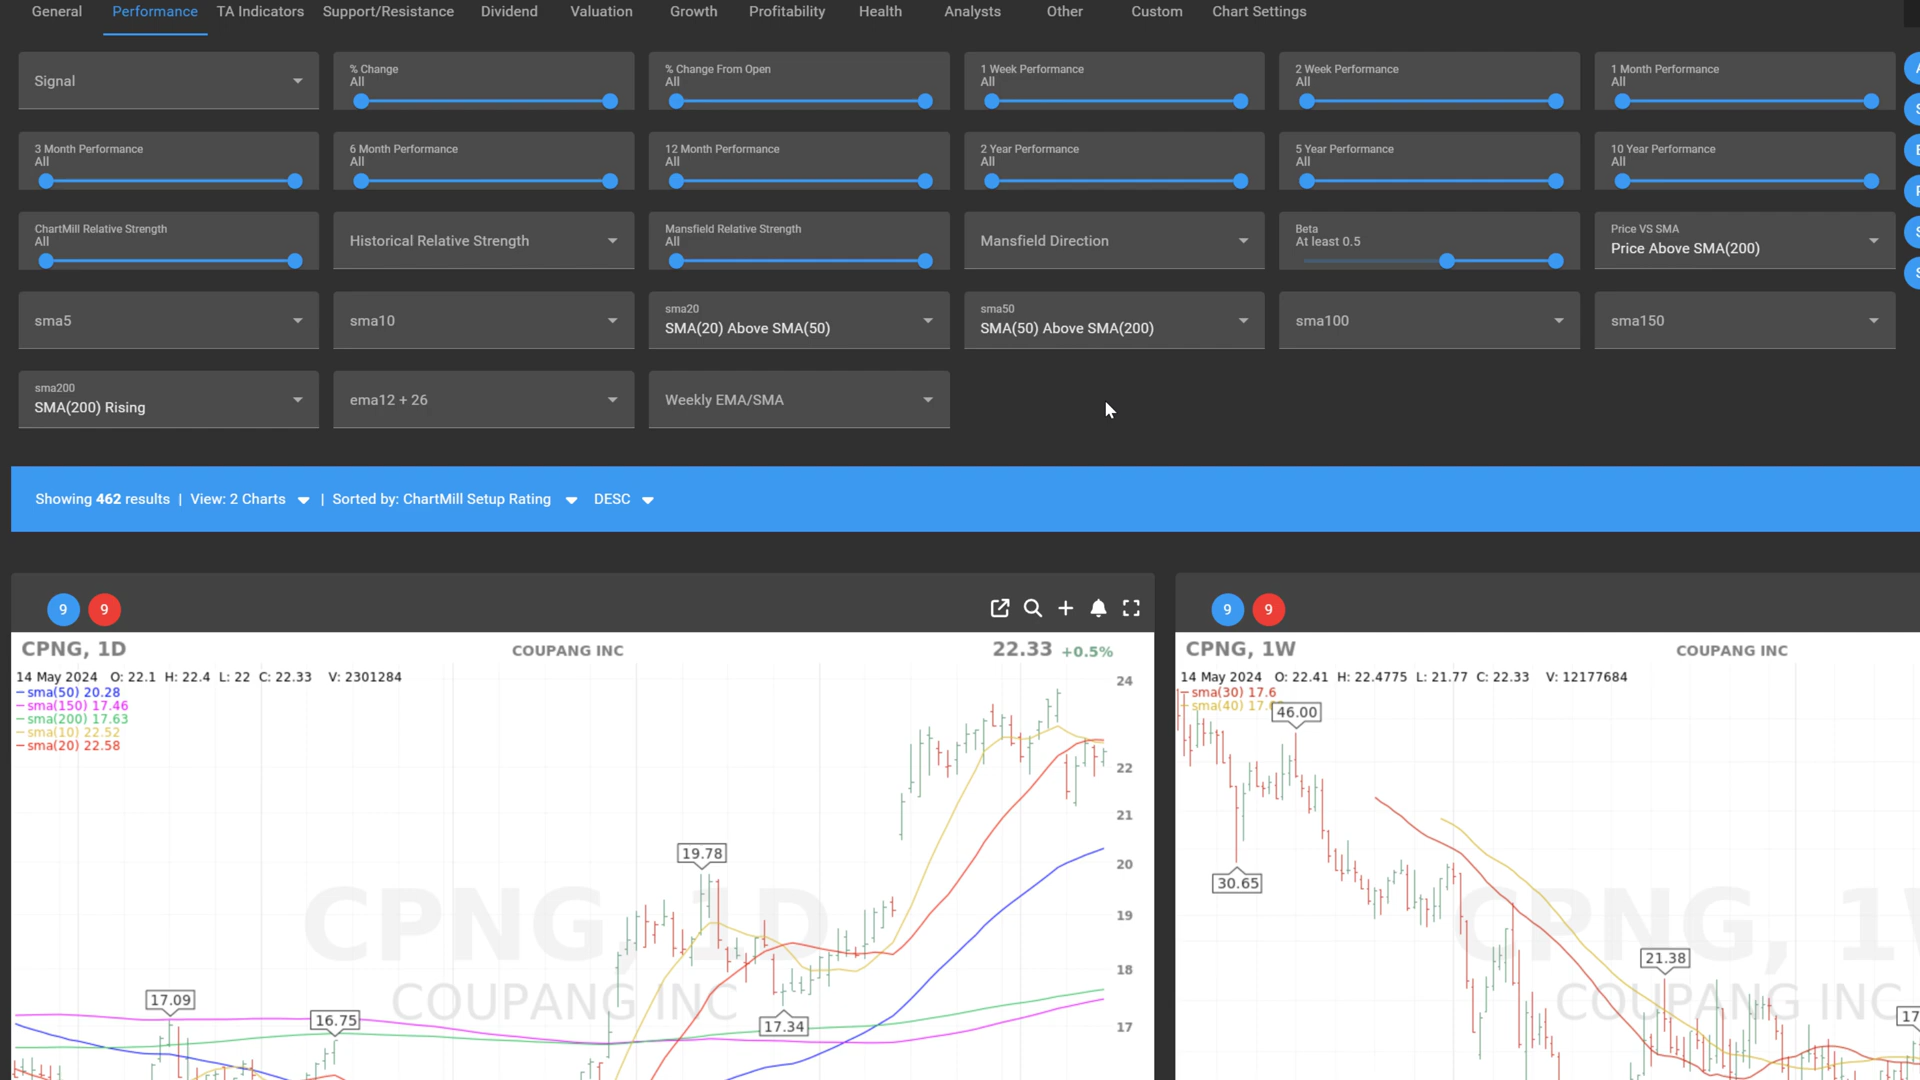 General Performance TA Indicators Support/Resistance Dividend Valuation Growth Profitability Health Analysts Other Custom Chart Settings
Signal
% Change
All
% Change From Open
All
1 Week Performance
All
2 Week Performance
All
1 Month Performance
All
3 Month Performance
All
6 Month Performance
All
12 Month Performance
All
2 Year Performance
All
5 Year Performance
All
10 Year Performance
All
ChartMill Relative Strength
All
Historical Relative Strength
Mansfield Relative Strength
All
Mansfield Direction
Beta
At least 0.5
Price VS SMA
Price Above SMA(200)
sma5
sma10
sma20
SMA(20) Above SMA(50)
sma50
SMA(50) Above SMA(200)
sma100
sma150
sma200
SMA(200) Rising
ema12 + 26
Weekly EMA/SMA
Showing 462 results | View: 2 Charts | Sorted by: ChartMill Setup Rating DESC
9 9
CPNG, 1D COUPANG INC 22.33 +0.5%
14 May 2024 O: 22.1 H: 22.4 L: 22 C: 22.33 V: 2301284
sma(50) 20.28
sma(150) 17.46
sma(200) 17.63
sma(10) 22.52
sma(20) 22.58
24
22
21
20
19
18
17
19.78
17.09
16.75
17.34
CPNG, 1D
COUPANG INC
9 9
CPNG, 1W COUPANG INC
14 May 2024 O: 22.41 H: 22.4775 L: 21.77 C: 22.33 V: 12177684
sma(30) 17.6
sma(40) 17.
46.00
30.65
21.38
17
CPNG, 1W
COUPANG INC